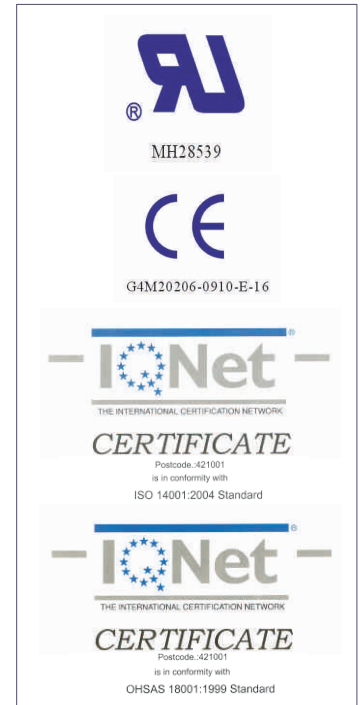 ®
MH28539
CE
G4M20206-0910-E-16
®
IQNet
THE INTERNATIONAL CERTIFICATION NETWORK
CERTIFICATE
Postcode.:421001
is in conformity with
ISO 14001:2004 Standard
®
IQNet
THE INTERNATIONAL CERTIFICATION NETWORK
CERTIFICATE
Postcode.:421001
is in conformity with
OHSAS 18001:1999 Standard